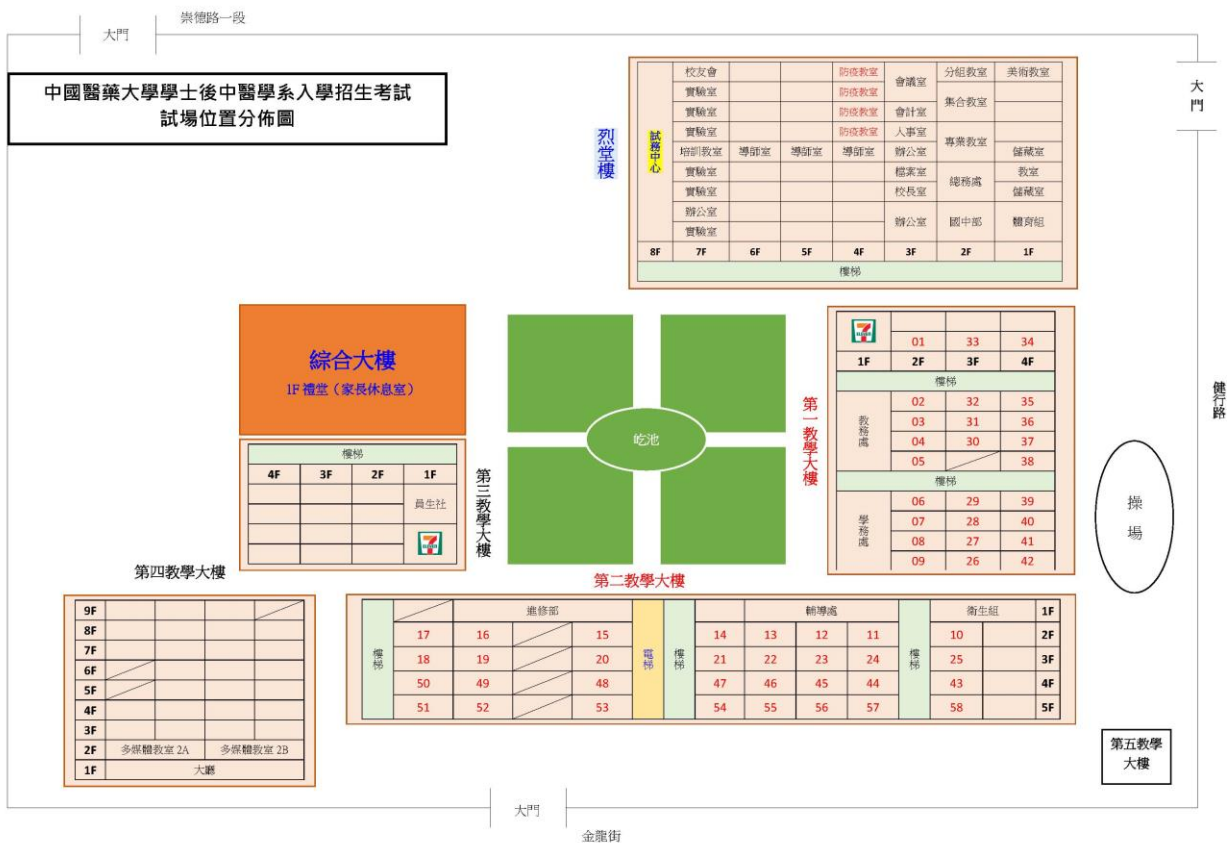 崇德路一段
大門
中國醫藥大學學士後中醫學系入學招生考試
試場位置分佈圖
大門
烈堂樓
試務中心
校友會 防疫教室 會議室 分組教室 美術教室
實驗室 防疫教室 集合教室
實驗室 防疫教室 會計室
實驗室 防疫教室 人事室 專業教室
培訓教室 導師室 導師室 導師室 辦公室 儲藏室
實驗室 檔案室 總務處 教室
實驗室 校長室 儲藏室
辦公室 辦公室 國中部 體育組
實驗室
8F 7F 6F 5F 4F 3F 2F 1F
樓梯
綜合大樓
1F 禮堂（家長休息室）
樓梯
4F 3F 2F 1F
員生社
7 ELEVEN
第三教學大樓
屹池
第一教學大樓
7 ELEVEN
01 33 34
1F 2F 3F 4F
樓梯
教務處
02 32 35
03 31 36
04 30 37
05 38
樓梯
學務處
06 29 39
07 28 40
08 27 41
09 26 42
健行路
操場
第四教學大樓
9F
8F
7F
6F
5F
4F
3F
2F 多媒體教室 2A 多媒體教室 2B
1F 大廳
第二教學大樓
進修部 輔導處 衛生組 1F
樓梯 電梯 樓梯 樓梯
17 16 15 14 13 12 11 10 2F
18 19 20 21 22 23 24 25 3F
50 49 48 47 46 45 44 43 4F
51 52 53 54 55 56 57 58 5F
第五教學
大樓
大門
金龍街